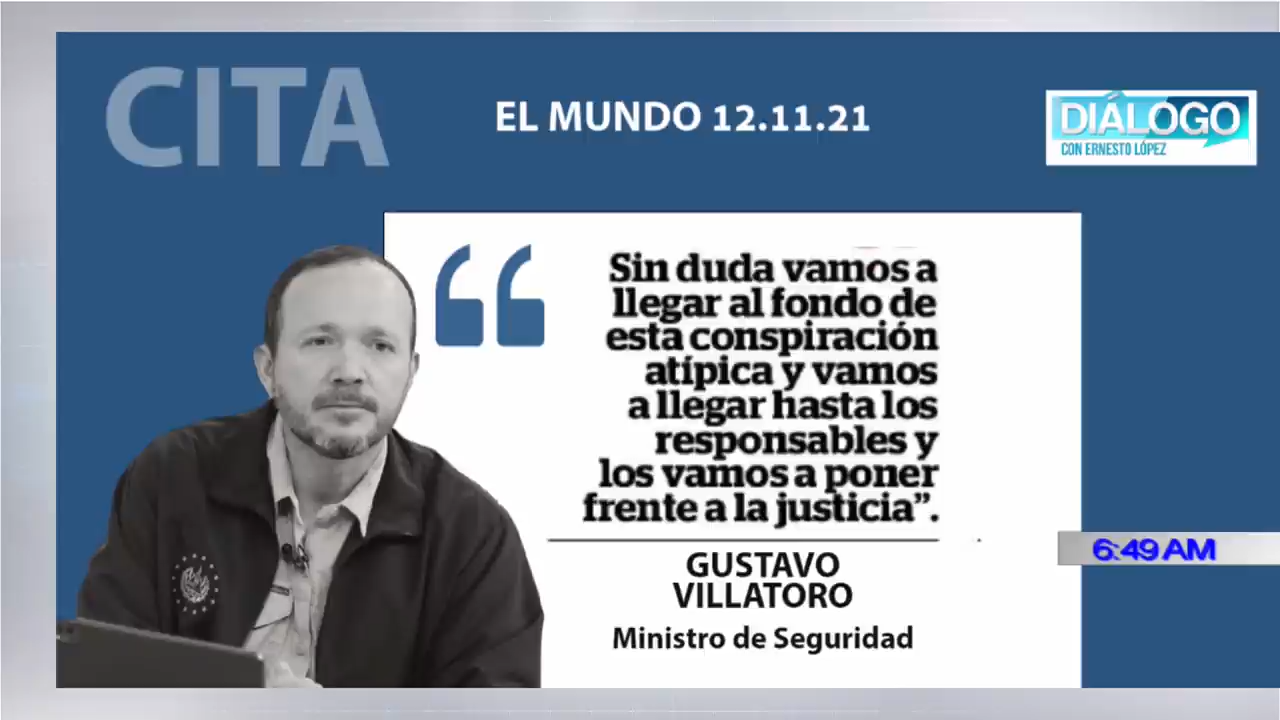 CITA
EL MUNDO 12.11.21
DIÁLOGO
CON ERNESTO LÓPEZ
Sin duda vamos a
llegar al fondo de
esta conspiración
atípica y vamos
a llegar hasta los
responsables y
los vamos a poner
frente a la justicia”.
GUSTAVO
VILLATORO
Ministro de Seguridad
6:49 AM